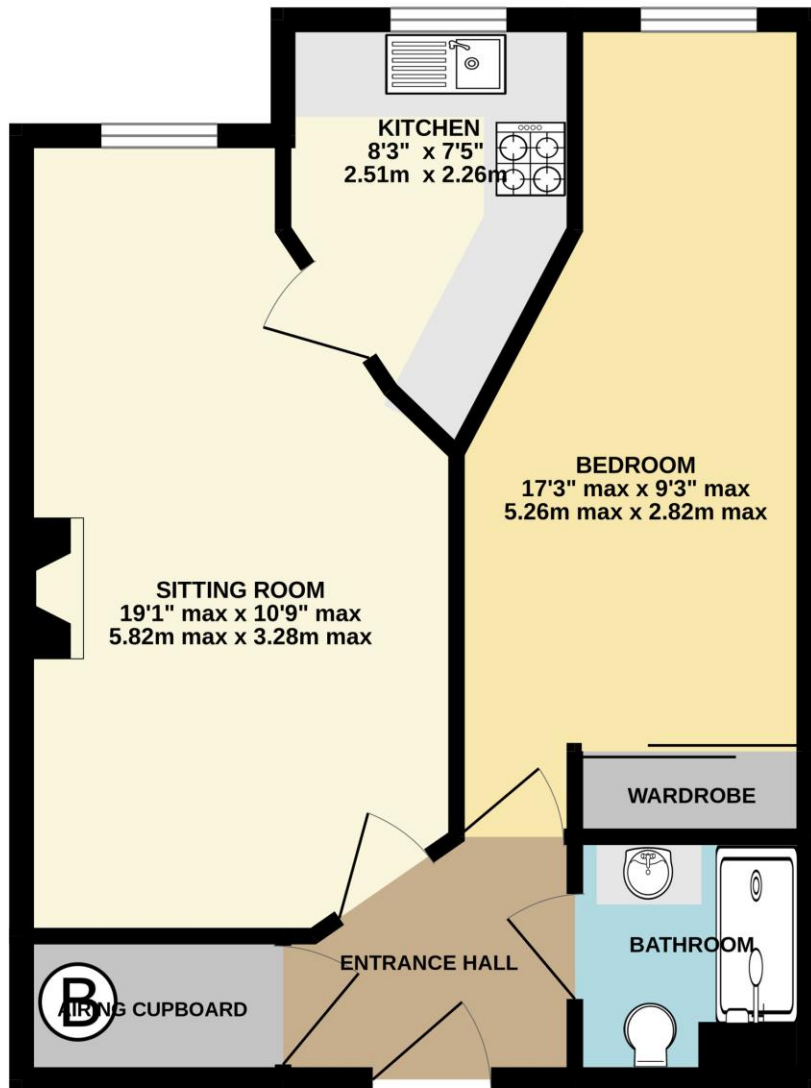 KITCHEN
8'3" x 7'5"
2.51m x 2.26m
BEDROOM
17'3" max x 9'3" max
5.26m max x 2.82m max
SITTING ROOM
19'1" max x 10'9" max
5.82m max x 3.28m max
WARDROBE
BATHROOM
ENTRANCE HALL
B
AIRING CUPBOARD